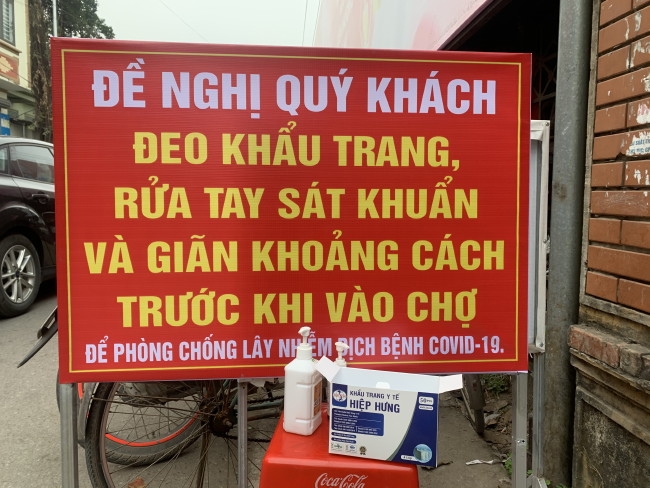 ĐỀ NGHỊ QUÝ KHÁCH
ĐEO KHẨU TRANG,
RỬA TAY SÁT KHUẨN
VÀ GIÃN KHOẢNG CÁCH
TRƯỚC KHI VÀO CHỢ
ĐỂ PHÒNG CHỐNG LÂY NHIỄM DỊCH BỆNH COVID-19.
KHẨU TRANG Y TẾ
HIỆP HƯNG
Coca-Cola